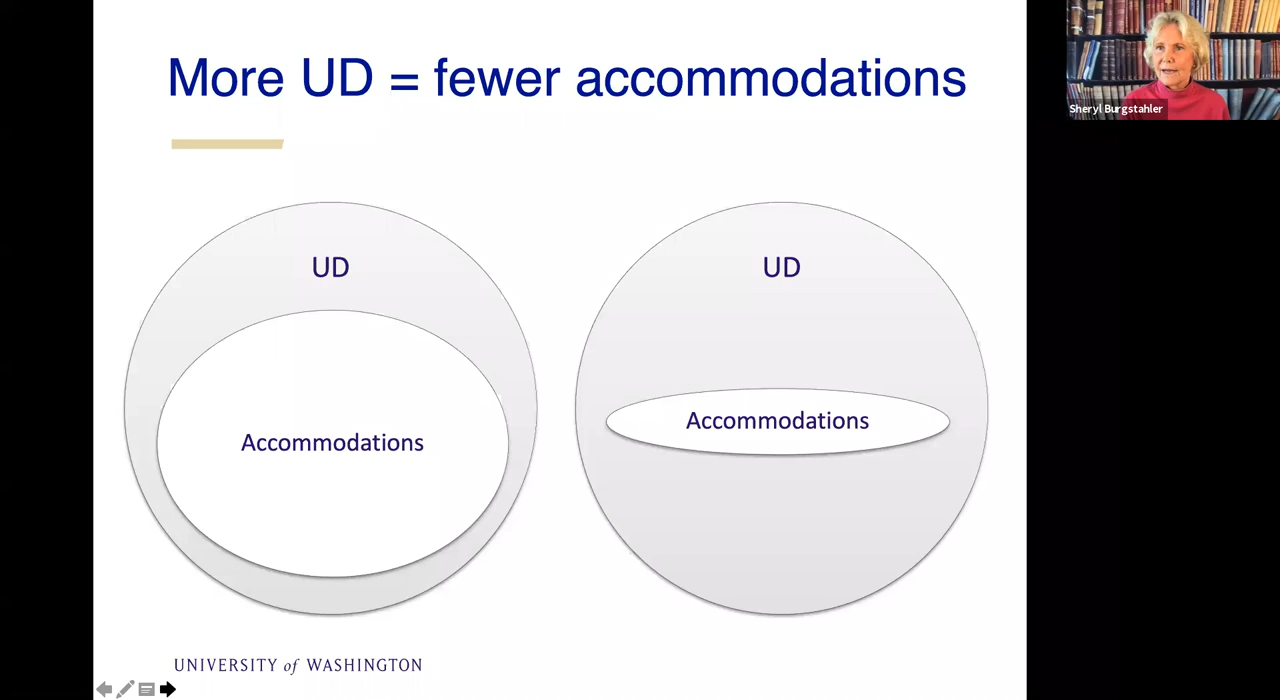 More UD = fewer accommodations
Sheryl Burgstahler
UD
UD
Accommodations
Accommodations
UNIVERSITY of WASHINGTON